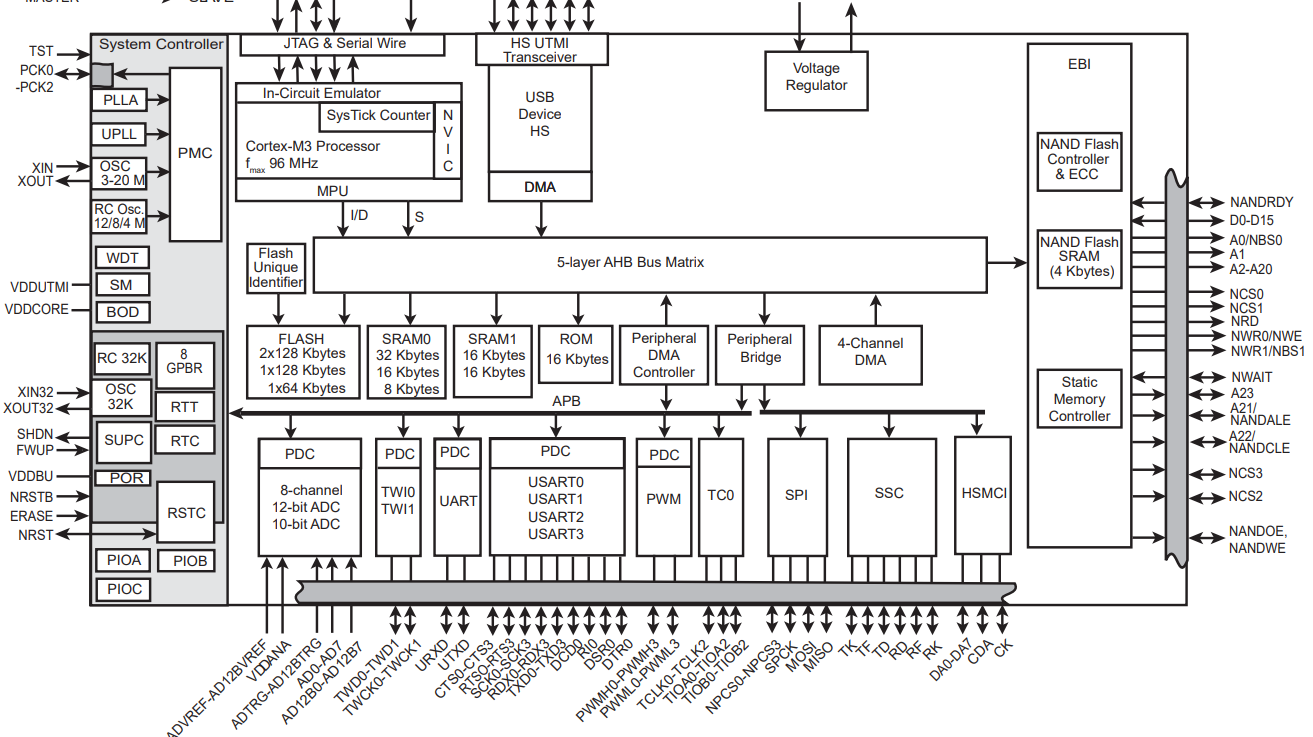 System Controller
TST
PCK0
-PCK2
PLLA
UPLL
XIN
XOUT
OSC
3-20 M
RC Osc.
12/8/4 M
PMC
WDT
SM
BOD
VDDUTMI
VDDCORE
RC 32K
8
GPBR
OSC
32K
RTT
XIN32
XOUT32
SUPC
RTC
SHDN
FWUP
POR
VDDBU
NRSTB
ERASE
NRST
RSTC
PIOA
PIOB
PIOC
JTAG & Serial Wire
In-Circuit Emulator
SysTick Counter
N
V
I
C
Cortex-M3 Processor
fmax 96 MHz
MPU
I/D
S
HS UTMI
Transceiver
USB
Device
HS
DMA
Voltage
Regulator
Flash
Unique
Identifier
5-layer AHB Bus Matrix
FLASH
2x128 Kbytes
1x128 Kbytes
1x64 Kbytes
SRAM0
32 Kbytes
16 Kbytes
8 Kbytes
SRAM1
16 Kbytes
16 Kbytes
ROM
16 Kbytes
Peripheral
DMA
Controller
Peripheral
Bridge
4-Channel
DMA
APB
PDC
8-channel
12-bit ADC
10-bit ADC
PDC
TWI0
TWI1
PDC
UART
PDC
USART0
USART1
USART2
USART3
PDC
PWM
TC0
SPI
SSC
HSMCI
EBI
NAND Flash
Controller
& ECC
NAND Flash
SRAM
(4 Kbytes)
Static
Memory
Controller
NANDRDY
D0-D15
A0/NBS0
A1
A2-A20
NCS0
NCS1
NRD
NWR0/NWE
NWR1/NBS1
NWAIT
A23
A21/
NANDALE
A22/
NANDCLE
NCS3
NCS2
NANDOE,
NANDWE
ADVREF-AD12BVREF
VDDANA
ADTRG-AD12BTRG
AD0-AD7
AD12B0-AD12B7
TWD0-TWD1
TWCK0-TWCK1
URXD
UTXD
CTS0-CTS3
RTS0-RTS3
SCK0-SCK3
RDX0-RDX3
TXD0-TXD3
DCD0
RI0
DSR0
DTR0
PWMH0-PWMH3
PWML0-PWML3
TCLK0-TCLK2
TIOA0-TIOA2
TIOB0-TIOB2
NPCS0-NPCS3
SPCK
MOSI
MISO
TK
TF
TD
RD
RF
RK
DA0-DA7
CDA
CK